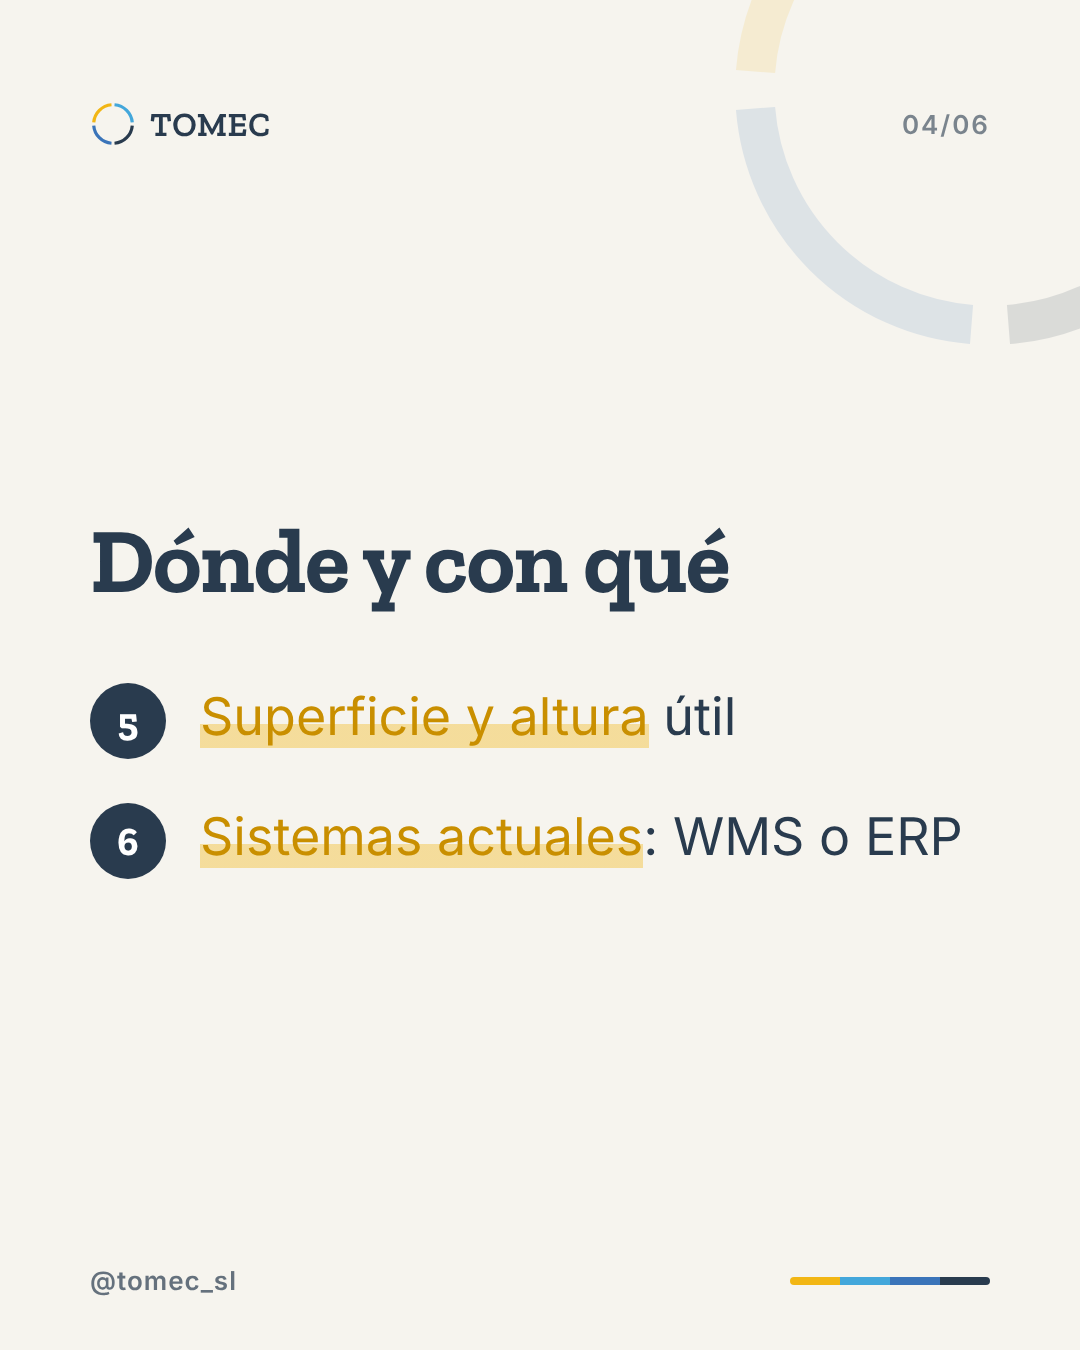 TOMEC
04/06
Dónde y con qué
5 Superficie y altura útil
6 Sistemas actuales: WMS o ERP
@tomec_sl